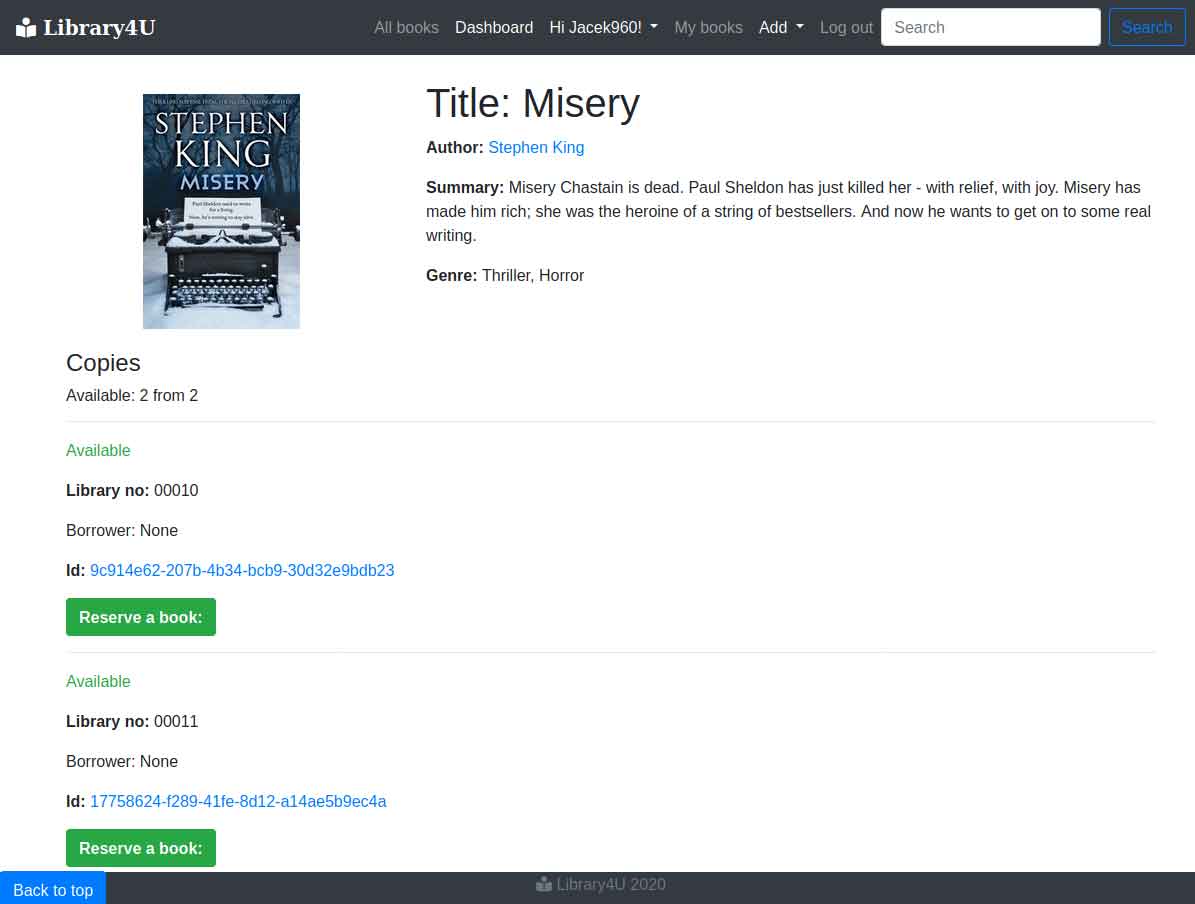 Library4U
All books Dashboard Hi Jacek960! My books Add Log out Search Search
STEPHEN
KING
MISERY
Paul Sheldon used to write
for a living.
Now, he's writing to stay alive.
Title: Misery
Author: Stephen King
Summary: Misery Chastain is dead. Paul Sheldon has just killed her - with relief, with joy. Misery has
made him rich; she was the heroine of a string of bestsellers. And now he wants to get on to some real
writing.
Genre: Thriller, Horror
Copies
Available: 2 from 2
Available
Library no: 00010
Borrower: None
Id: 9c914e62-207b-4b34-bcb9-30d32e9bdb23
Reserve a book:
Available
Library no: 00011
Borrower: None
Id: 17758624-f289-41fe-8d12-a14ae5b9ec4a
Reserve a book:
Back to top
Library4U 2020